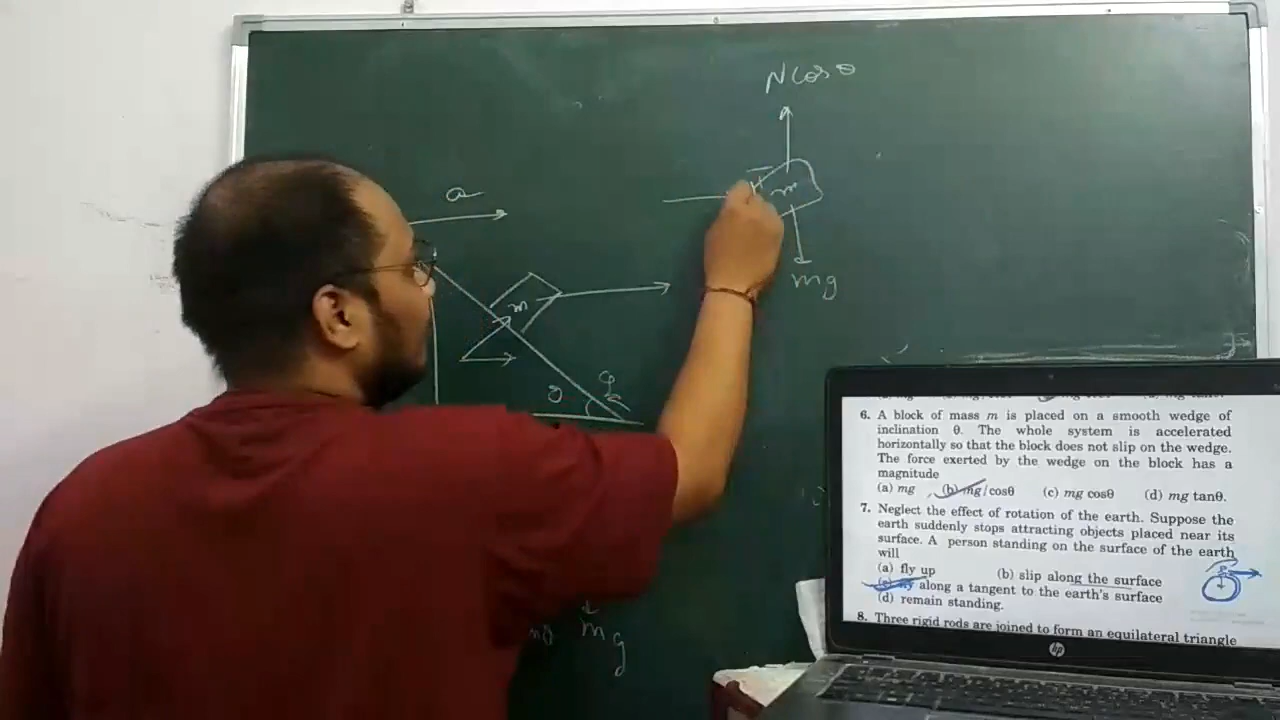 N cos θ
a
m
mg
m
θ
mg
6. A block of mass m is placed on a smooth wedge of
inclination θ. The whole system is accelerated
horizontally so that the block does not slip on the wedge.
The force exerted by the wedge on the block has a
magnitude
(a) mg (b) mg/cosθ (c) mg cosθ (d) mg tanθ.
7. Neglect the effect of rotation of the earth. Suppose the
earth suddenly stops attracting objects placed near its
surface. A person standing on the surface of the earth
will
(a) fly up (b) slip along the surface
along a tangent to the earth's surface
(d) remain standing.
8. Three rigid rods are joined to form an equilateral triangle
hp